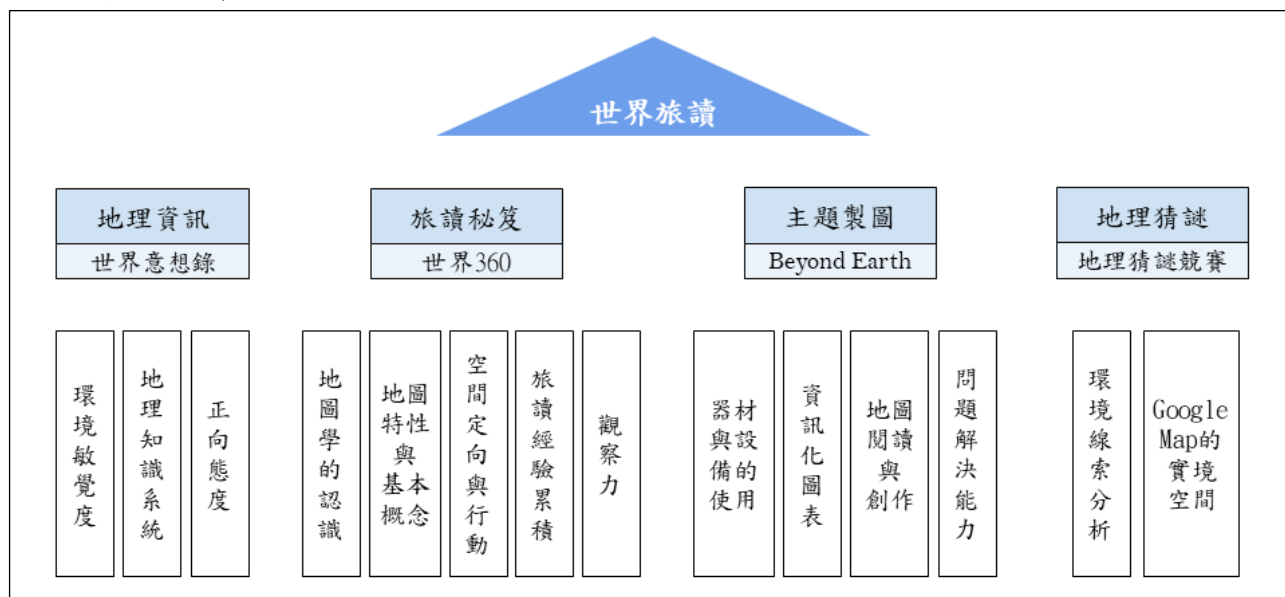 世界旅讀
地理資訊
世界意想錄
旅讀秘笈
世界360
主題製圖
Beyond Earth
地理猜謎
地理猜謎競賽
環境敏覺度
地理知識系統
正向態度
地圖學的認識
地圖
特性
與
基本
概念
空間定向與行動
旅讀經驗累積
觀察力
器材
與設
備的
使用
資訊化圖表
地圖
閱讀
與
創作
問題解決能力
環境線索分析
Google
Map的
實境
空間